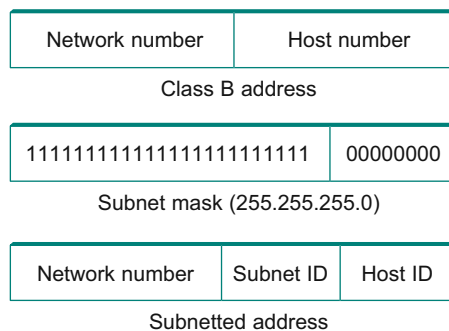 Network number Host number
Class B address
111111111111111111111111 00000000
Subnet mask (255.255.255.0)
Network number Subnet ID Host ID
Subnetted address